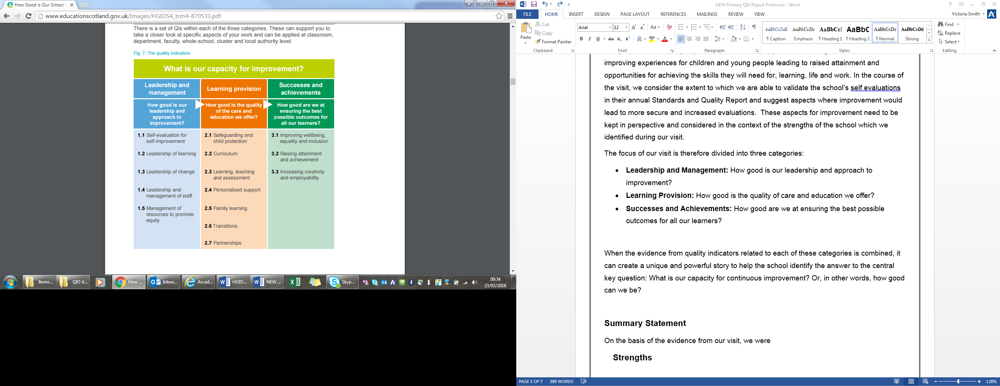 How Good is Our School (
www.educationscotland.gov.uk/Images/HGIOS4_tcm4-870533.pdf
There is a set of QIs within each of the three categories. These can support you to
take a closer look at specific aspects of your work and can be applied at classroom,
department, faculty, whole-school, cluster and local authority level.
Fig. 7: The quality indicators
What is our capacity for improvement?
Leadership and
management
Learning provision
Successes and
achievements
How good is our
leadership and
approach to
improvement?
How good is the quality
of the care and
education we offer?
How good are we at
ensuring the best
possible outcomes for
all our learners?
1.1 Self-evaluation for
self-improvement
1.2 Leadership of learning
1.3 Leadership of change
1.4 Leadership and
management of staff
1.5 Management of
resources to promote
equity
2.1 Safeguarding and
child protection
2.2 Curriculum
2.3 Learning, teaching
and assessment
2.4 Personalised support
2.5 Family learning
2.6 Transitions
2.7 Partnerships
3.1 Improving wellbeing,
equality and inclusion
3.2 Raising attainment
and achievement
3.3 Increasing creativity
and employability
Items...
QIO it...
How ...
Inbox...
Arcad...
HGIO...
NEW ...
Skyp...
09:34
23/03/2016
NEW Primary QIV Report Proforma - Word
FILE HOME INSERT DESIGN PAGE LAYOUT REFERENCES MAILINGS REVIEW VIEW
Victoria Smith
Paste
Cut
Copy
Format Painter
Clipboard
Arial 12
Font
Paragraph
AaBbCcDdE AaBbCcDc AaBbCcI AaBbC AaBbCcDd AaBbCcDd
¶ Caption Emphasis ¶ Heading 1 ¶ Heading 2 ¶ Normal Strong
Styles
Find
Replace
Select
Editing
improving experiences for children and young people leading to raised attainment and
opportunities for achieving the skills they will need for, learning, life and work. In the course of
the visit, we consider the extent to which we are able to validate the school’s self evaluations
in their annual Standards and Quality Report and suggest aspects where improvement would
lead to more secure and increased evaluations.  These aspects for improvement need to be
kept in perspective and considered in the context of the strengths of the school which we
identified during our visit.
The focus of our visit is therefore divided into three categories:
• Leadership and Management: How good is our leadership and approach to
improvement?
• Learning Provision: How good is the quality of care and education we offer?
• Successes and Achievements: How good are we at ensuring the best possible
outcomes for all our learners?
When the evidence from quality indicators related to each of these categories is combined, it
can create a unique and powerful story to help the school identify the answer to the central
key question: What is our capacity for continuous improvement? Or, in other words, how good
can we be?
Summary Statement
On the basis of the evidence from our visit, we were
Strengths
PAGE 3 OF 7 399 WORDS
120%